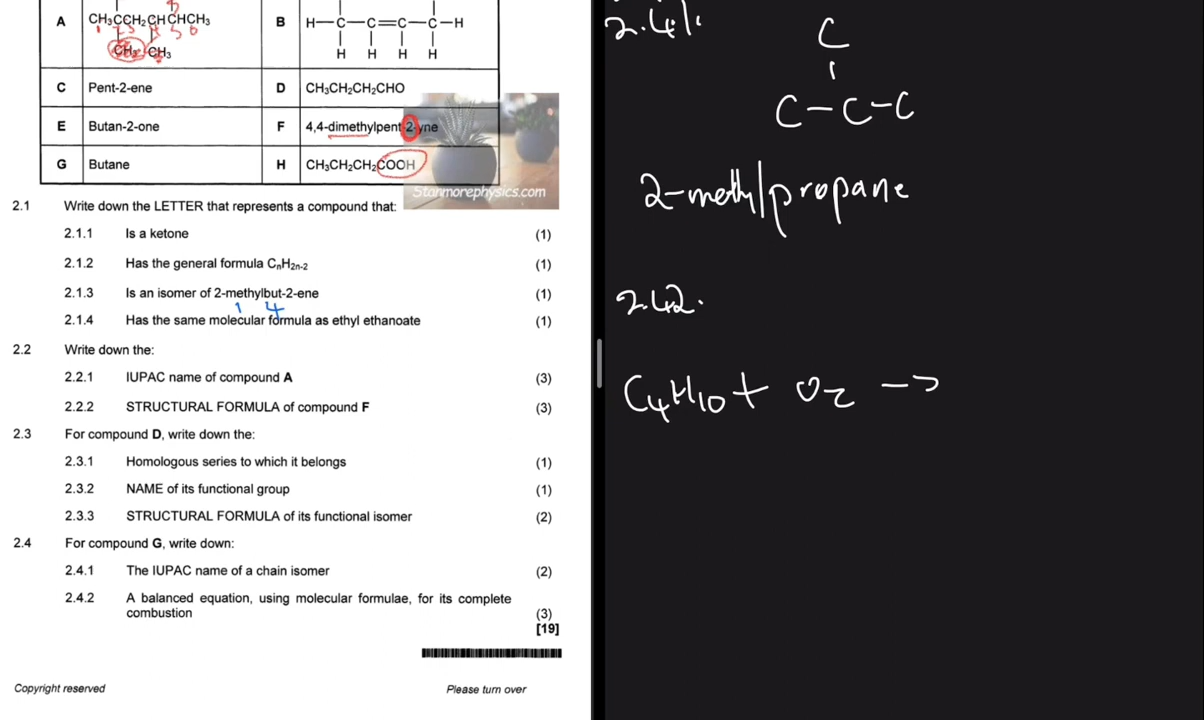 A CH3CCH2CHCHCH3 B H—C—C=C—C—H
1 2 3 4 5 6
CH3 CH3 H H H H
C Pent-2-ene D CH3CH2CH2CHO
E Butan-2-one F 4,4-dimethylpent-2-yne
G Butane H CH3CH2CH2COOH
Stanmorephysics.com
2.1 Write down the LETTER that represents a compound that:
2.1.1 Is a ketone (1)
2.1.2 Has the general formula CnH2n-2 (1)
2.1.3 Is an isomer of 2-methylbut-2-ene (1)
1 4
2.1.4 Has the same molecular formula as ethyl ethanoate (1)
2.2 Write down the:
2.2.1 IUPAC name of compound A (3)
2.2.2 STRUCTURAL FORMULA of compound F (3)
2.3 For compound D, write down the:
2.3.1 Homologous series to which it belongs (1)
2.3.2 NAME of its functional group (1)
2.3.3 STRUCTURAL FORMULA of its functional isomer (2)
2.4 For compound G, write down:
2.4.1 The IUPAC name of a chain isomer (2)
2.4.2 A balanced equation, using molecular formulae, for its complete
combustion (3)
[19]
Copyright reserved Please turn over
2.4.1
C
C—C—C
2-methylpropane
2.42.
C4H10 + O2 →